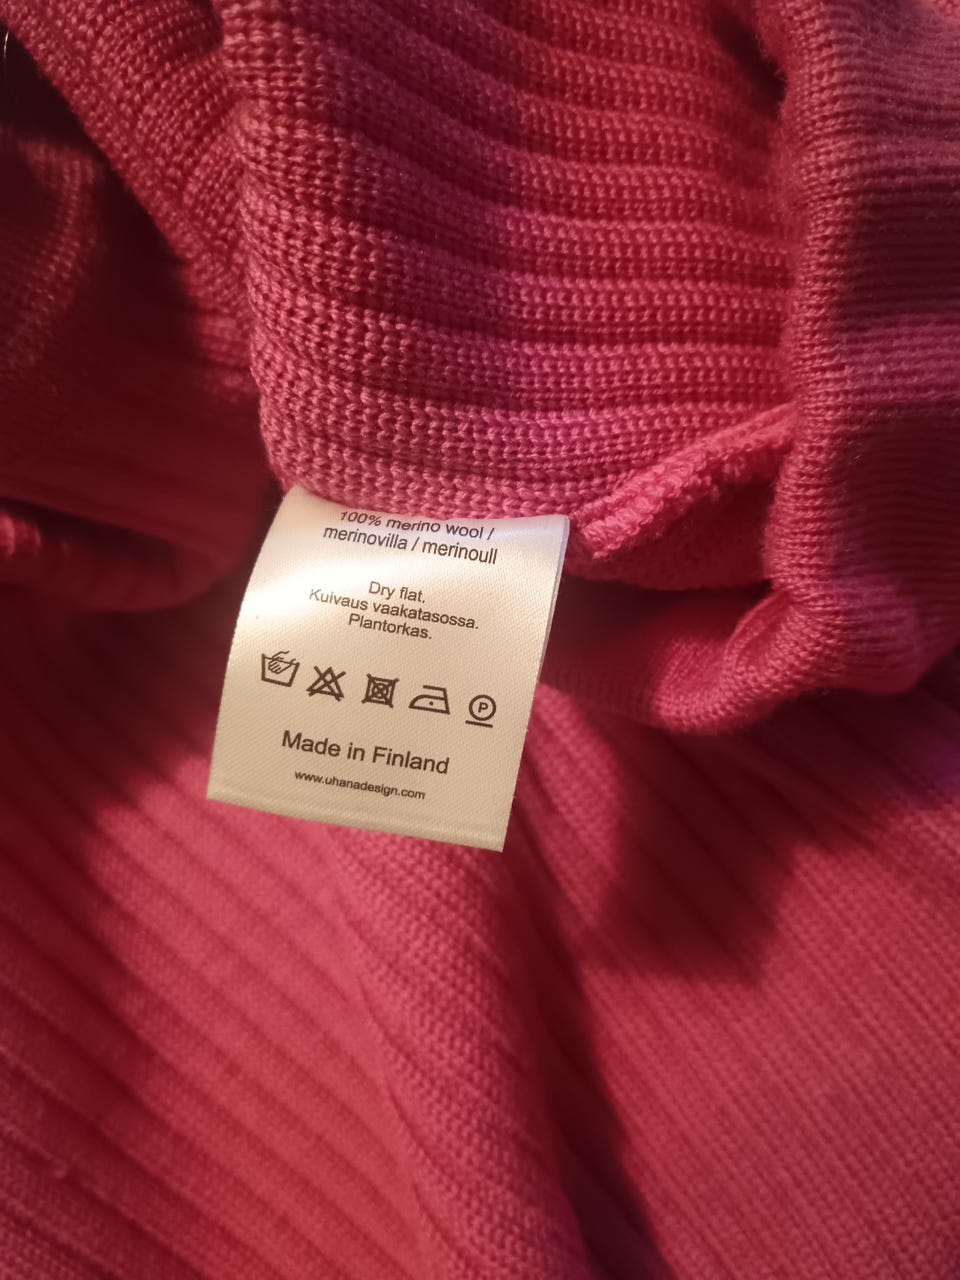 100% merino wool /
merinovilla / merinoull
Dry flat.
Kuivaus vaakatasossa.
Plantorkas.
P
Made in Finland
www.uhanadesign.com